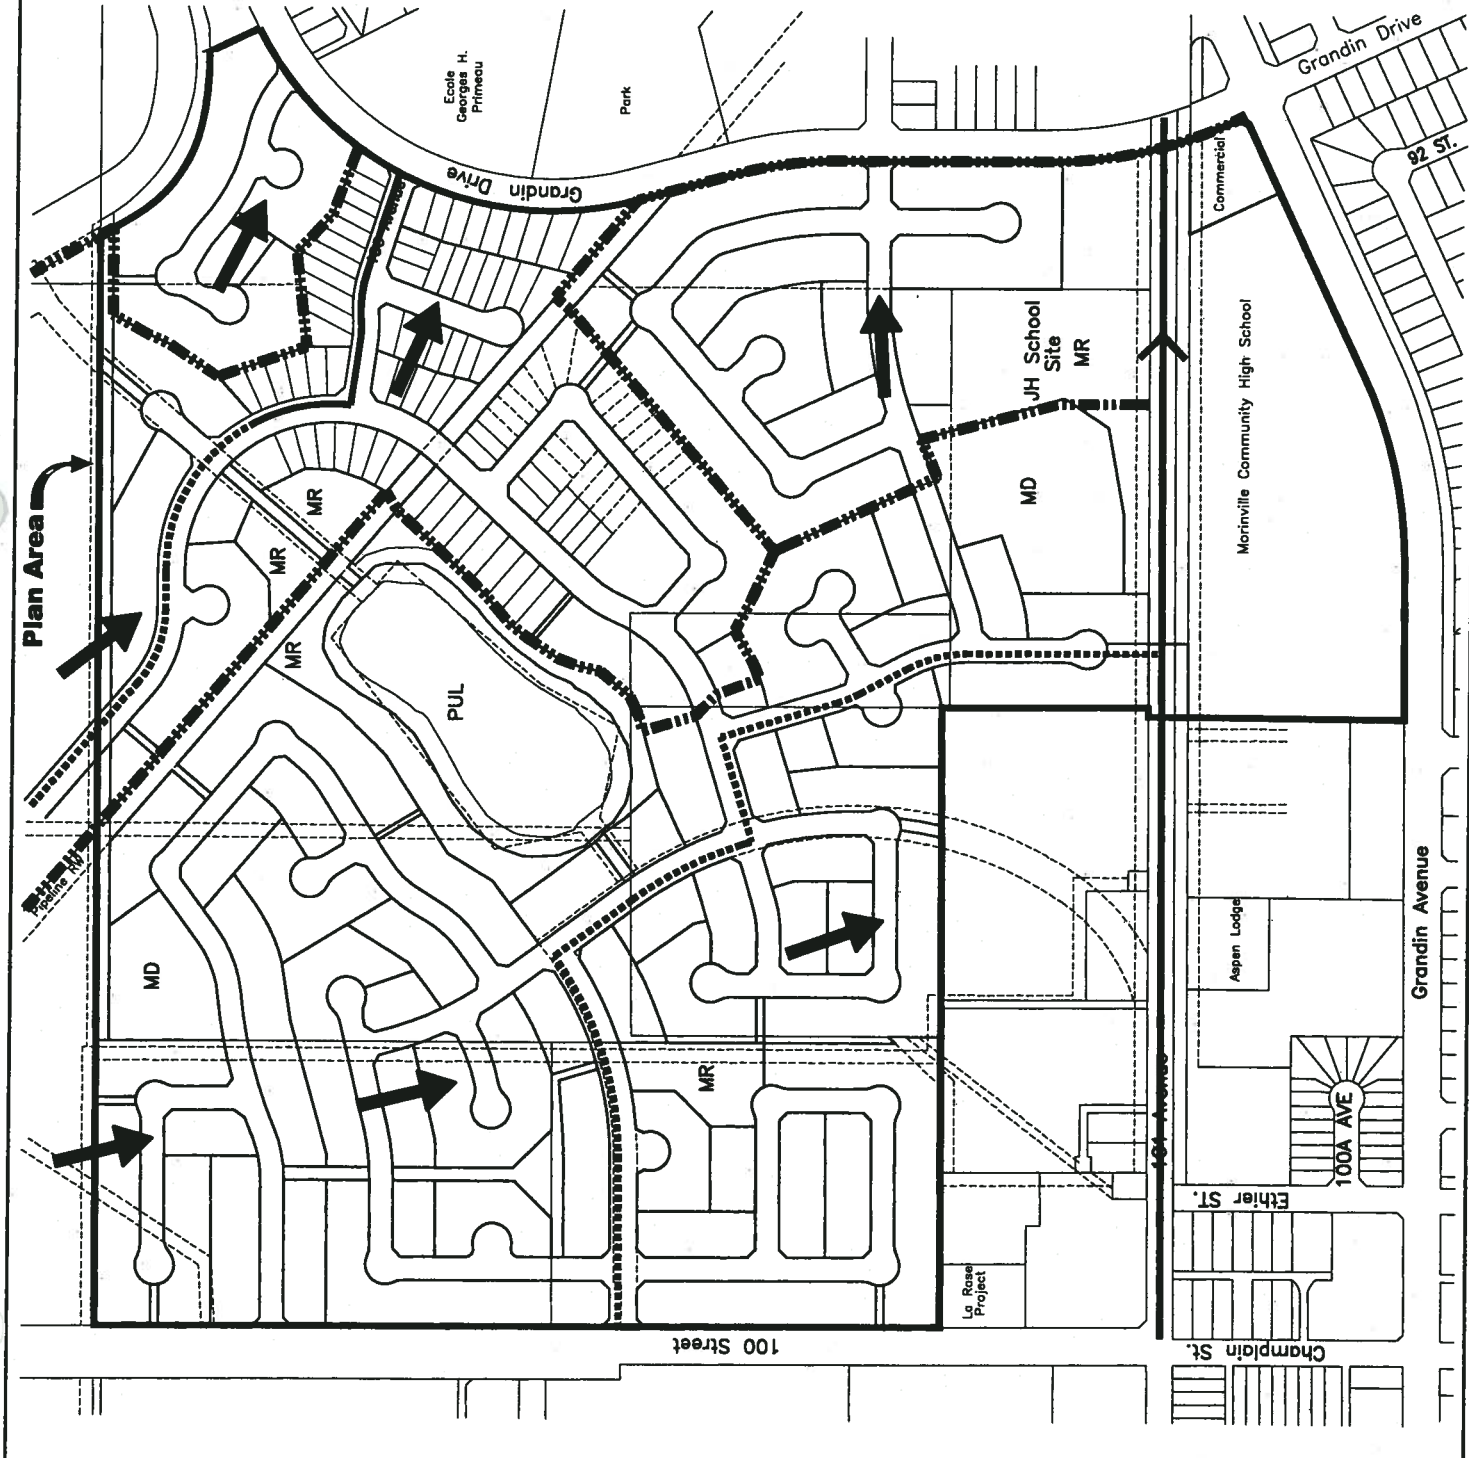 Grandin Drive
Ecole
Georges H.
Primeau
Park
92 ST.
Commercial
Grandin Drive
JH School
Site
MR
Morinville Community High School
Plan Area
MR
MD
MR
MR
PUL
Pipeline RW
MD
Aspen Lodge
Grandin Avenue
MR
101 Avenue
100A AVE
Ethier ST.
La Rase
Project
100 Street
Champlain St.